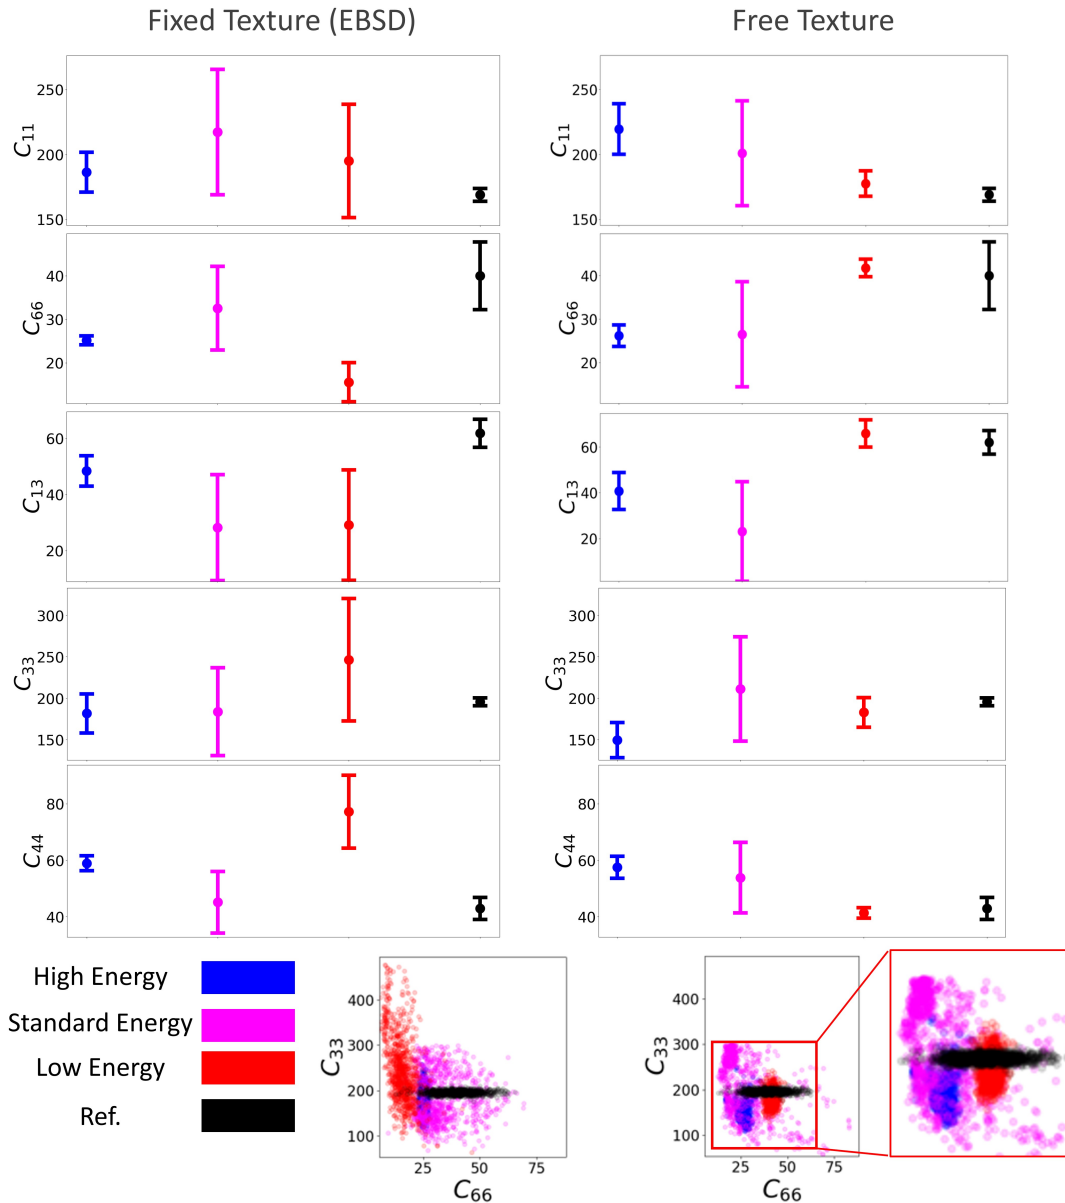 Fixed Texture (EBSD)
Free Texture
C11
250
200
150
C11
250
200
150
C66
40
30
20
C66
40
30
20
C13
60
40
20
C13
60
40
20
C33
300
250
200
150
C33
300
250
200
150
C44
80
60
40
C44
80
60
40
High Energy
Standard Energy
Low Energy
Ref.
C33
400
300
200
100
25 50 75
C66
C33
400
300
200
100
25 50 75
C66